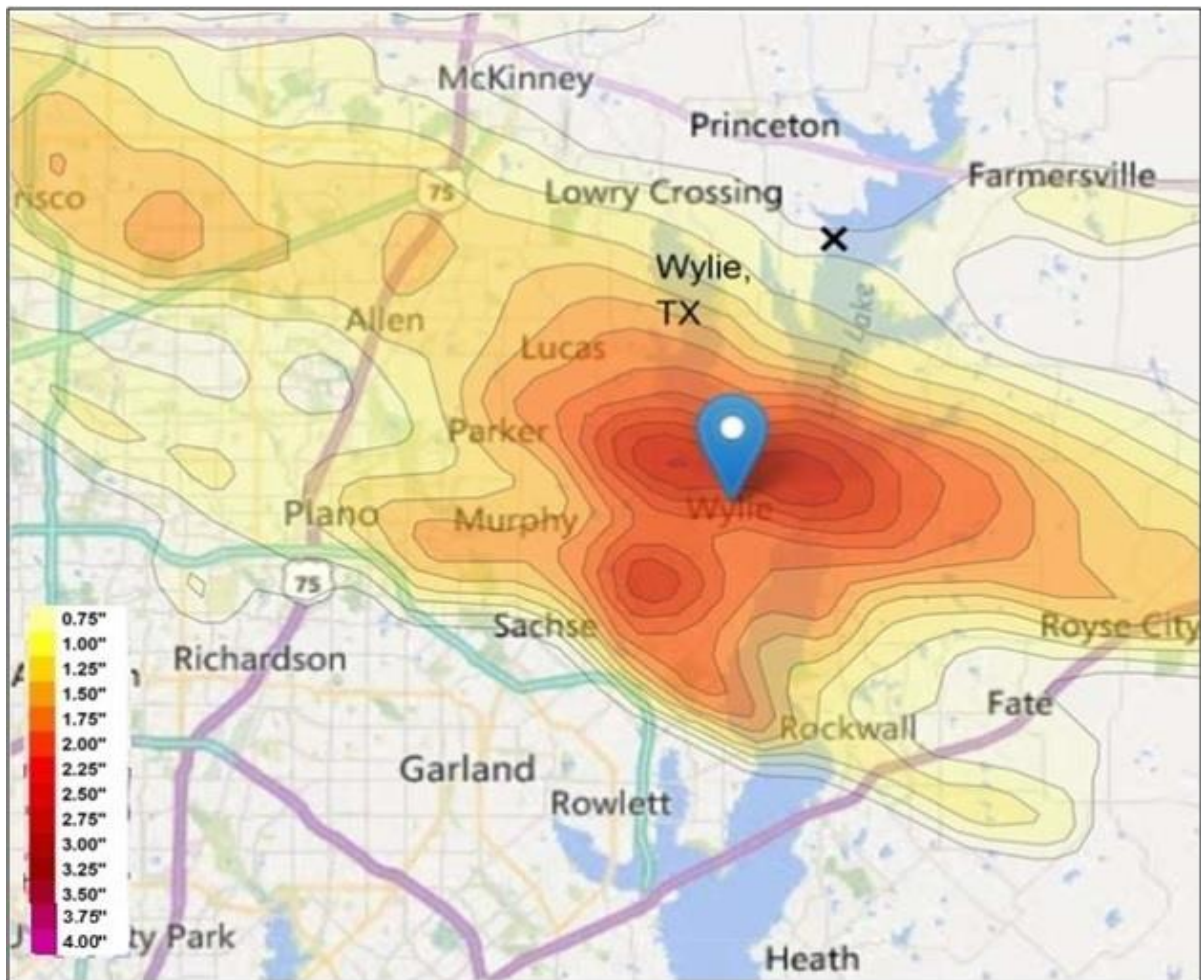 McKinney
Princeton
Farmersville
75
risco
Lowry Crossing
Wylie,
TX
Lake
Allen
Lucas
Parker
Plano
Murphy
Wylie
75
Sachse
Royse City
Richardson
Fate
Rockwall
Garland
Rowlett
0.75"
1.00"
1.25"
1.50"
1.75"
2.00"
2.25"
2.50"
2.75"
3.00"
3.25"
3.50"
3.75"
4.00"
ty Park
Heath